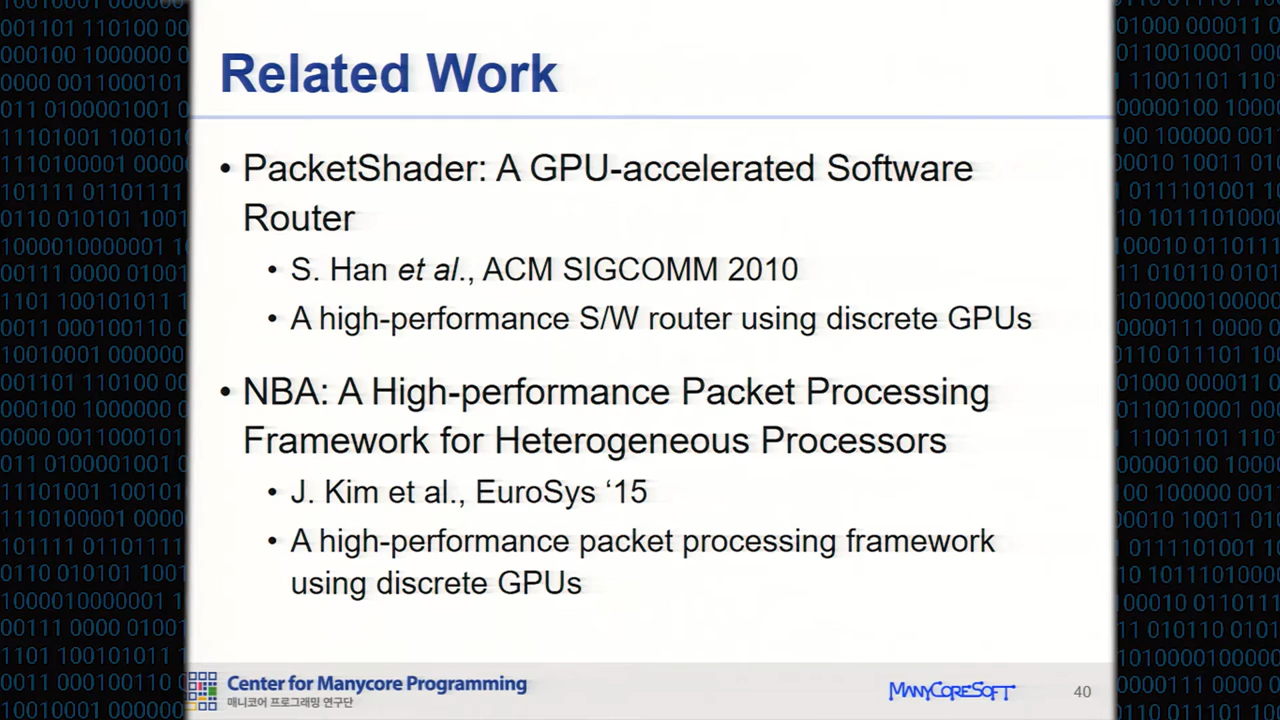 Related Work
• PacketShader: A GPU-accelerated Software
Router
• S. Han et al., ACM SIGCOMM 2010
• A high-performance S/W router using discrete GPUs
• NBA: A High-performance Packet Processing
Framework for Heterogeneous Processors
• J. Kim et al., EuroSys ‘15
• A high-performance packet processing framework
using discrete GPUs
Center for Manycore Programming
매니코어 프로그래밍 연구단
MANYCORESOFT
40